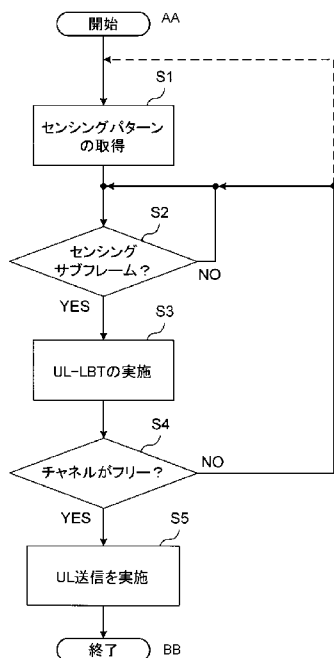 開始
AA
S1
センシングパターン
の取得
S2
センシング
サブフレーム?
NO
YES
S3
UL-LBTの実施
S4
チャネルがフリー?
NO
YES
S5
UL送信を実施
終了
BB